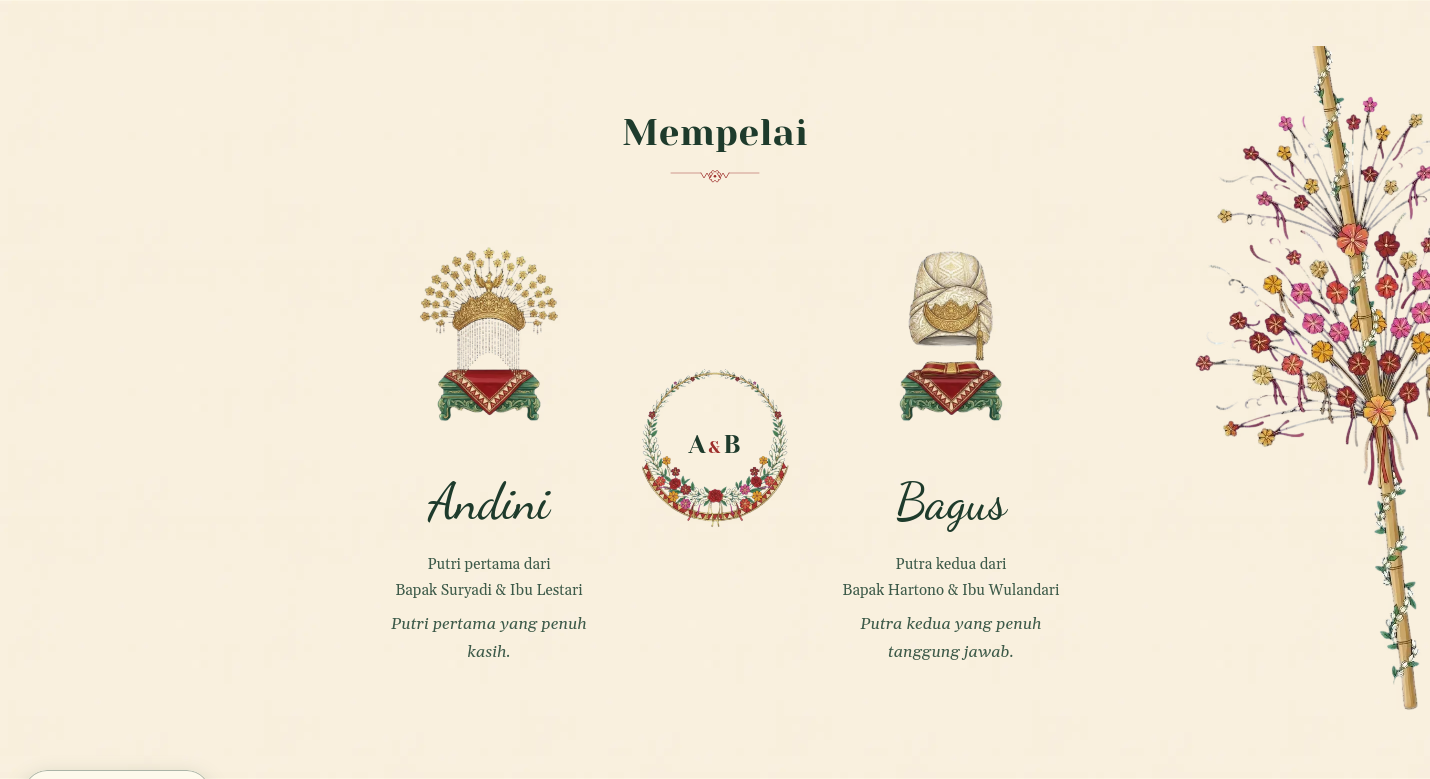 Mempelai
A & B
Andini
Putri pertama dari
Bapak Suryadi & Ibu Lestari
Putri pertama yang penuh
kasih.
Bagus
Putra kedua dari
Bapak Hartono & Ibu Wulandari
Putra kedua yang penuh
tanggung jawab.